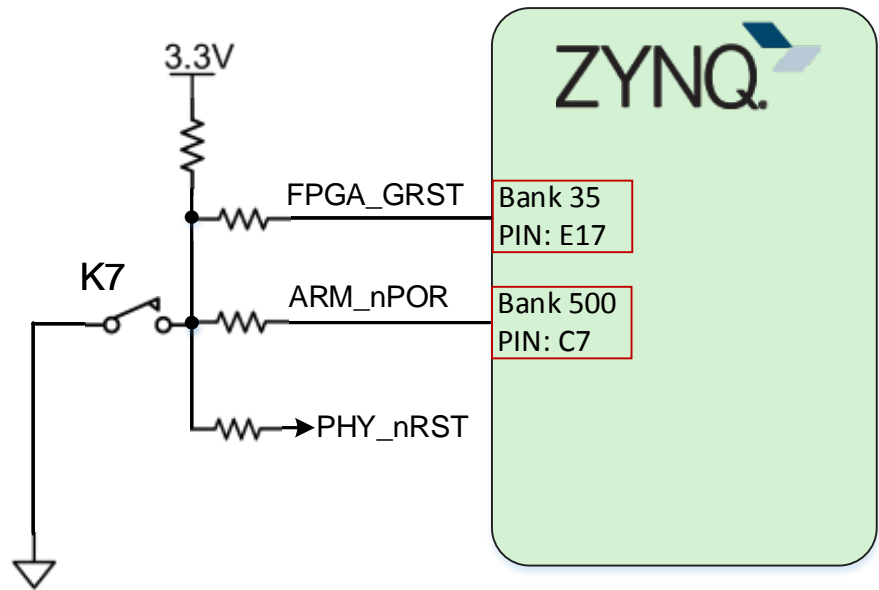 ZYNQ.
3.3V
FPGA_GRST
Bank 35
PIN: E17
K7
ARM_nPOR
Bank 500
PIN: C7
PHY_nRST